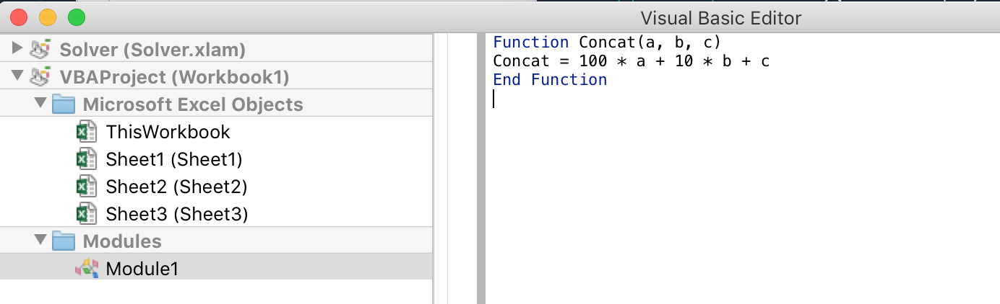 Visual Basic Editor
Solver (Solver.xlam)
VBAProject (Workbook1)
Microsoft Excel Objects
ThisWorkbook
Sheet1 (Sheet1)
Sheet2 (Sheet2)
Sheet3 (Sheet3)
Modules
Module1
Function Concat(a, b, c)
Concat = 100 * a + 10 * b + c
End Function